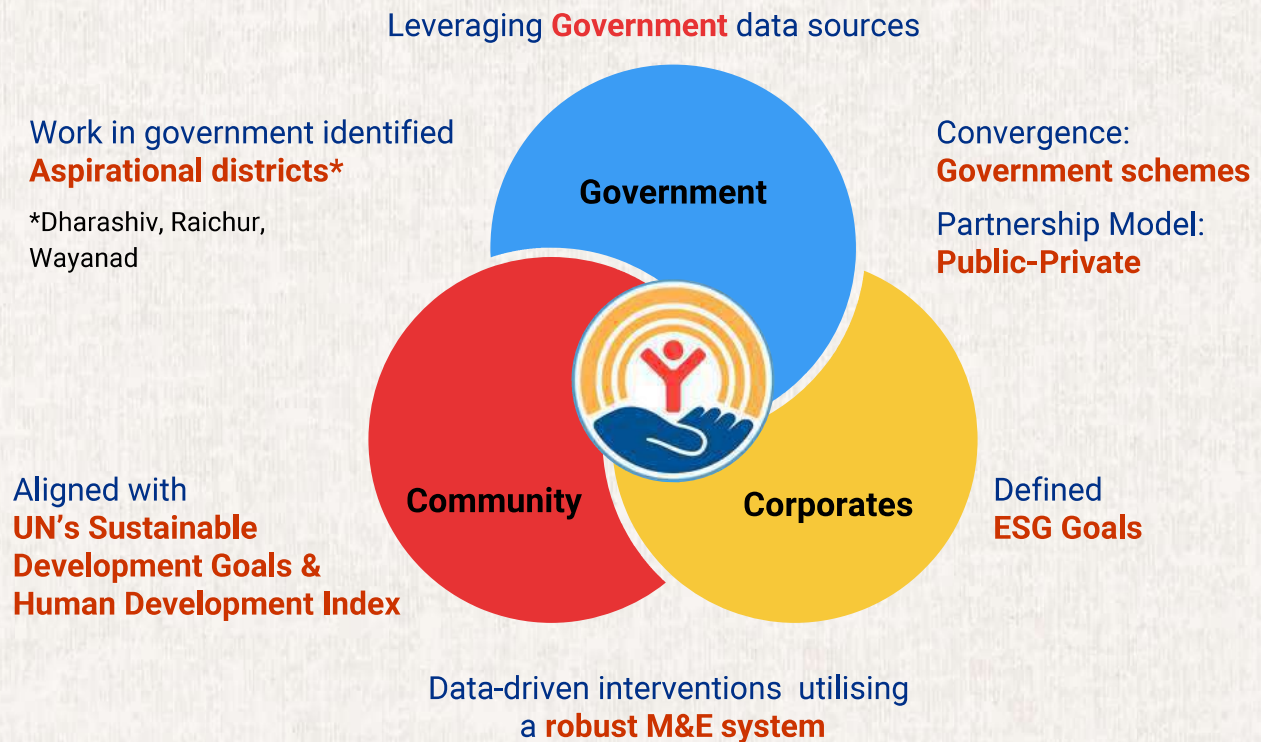 Leveraging Government data sources
Work in government identified
Aspirational districts*
*Dharashiv, Raichur,
Wayanad
Government
Convergence:
Government schemes
Partnership Model:
Public-Private
Community
Corporates
Aligned with
UN’s Sustainable
Development Goals &
Human Development Index
Defined
ESG Goals
Data-driven interventions utilising
a robust M&E system